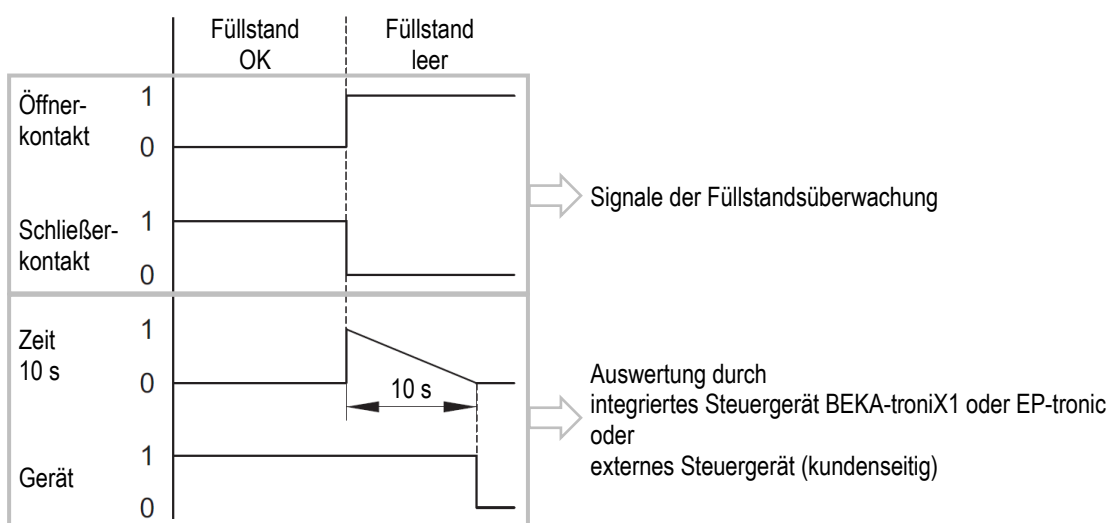 Füllstand
OK
Füllstand
leer
Öffner-
kontakt
1
0
Schließer-
kontakt
1
0
Signale der Füllstandsüberwachung
Zeit
10 s
1
0
10 s
Gerät
1
0
Auswertung durch
integriertes Steuergerät BEKA-troniX1 oder EP-tronic
oder
externes Steuergerät (kundenseitig)